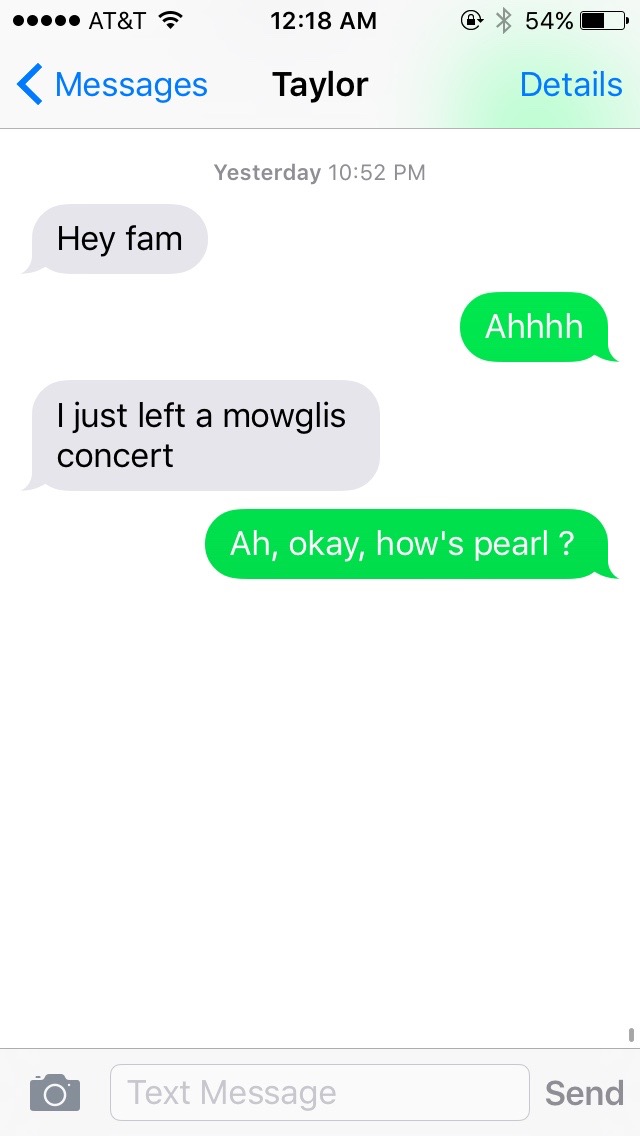 AT&T 12:18 AM 54%
Messages Taylor Details
Yesterday 10:52 PM
Hey fam
Ahhhh
I just left a mowglis
concert
Ah, okay, how's pearl ?
Text Message Send